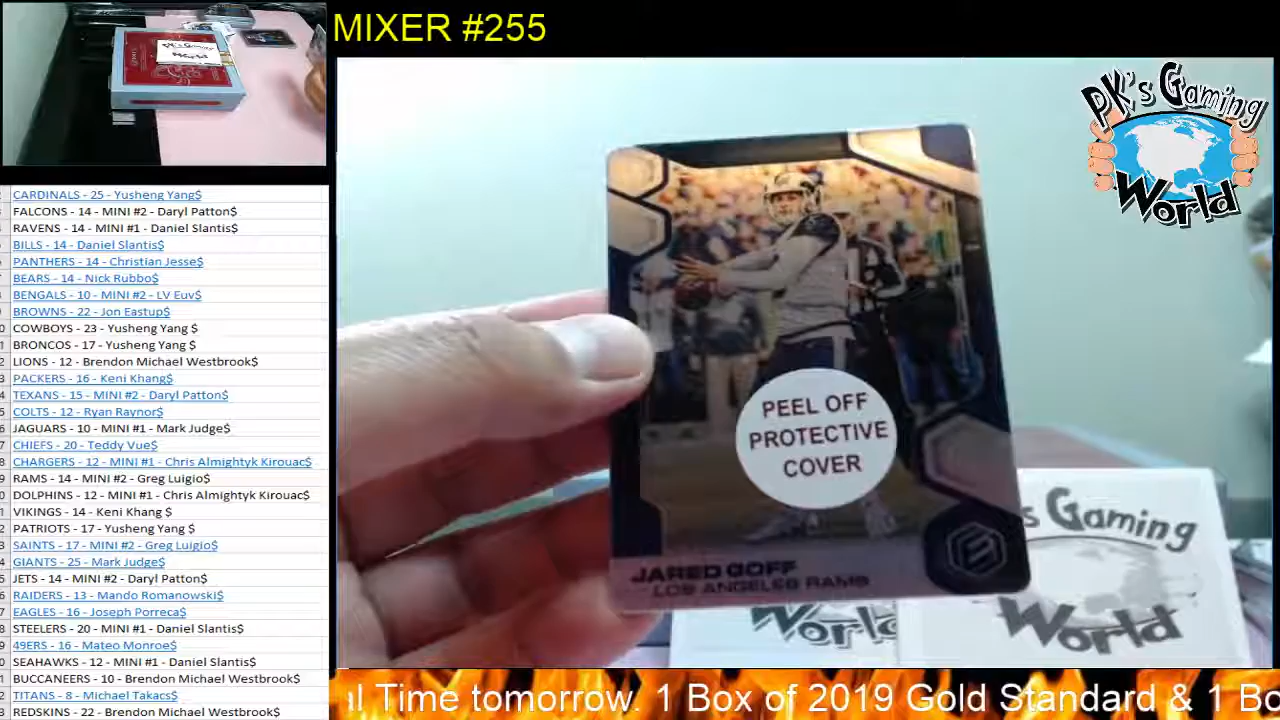 MIXER #255
PK's Gaming
World
CARDINALS - 25 - Yusheng Yang$
FALCONS - 14 - MINI #2 - Daryl Patton$
RAVENS - 14 - MINI #1 - Daniel Slantis$
BILLS - 14 - Daniel Slantis$
PANTHERS - 14 - Christian Jesse$
BEARS - 14 - Nick Rubbo$
BENGALS - 10 - MINI #2 - LV Euv$
BROWNS - 22 - Jon Eastup$
COWBOYS - 23 - Yusheng Yang $
BRONCOS - 17 - Yusheng Yang $
LIONS - 12 - Brendon Michael Westbrook$
PACKERS - 16 - Keni Khang$
TEXANS - 15 - MINI #2 - Daryl Patton$
COLTS - 12 - Ryan Raynor$
JAGUARS - 10 - MINI #1 - Mark Judge$
CHIEFS - 20 - Teddy Vue$
CHARGERS - 12 - MINI #1 - Chris Almightyk Kirouac$
RAMS - 14 - MINI #2 - Greg Luigio$
DOLPHINS - 12 - MINI #1 - Chris Almightyk Kirouac$
VIKINGS - 14 - Keni Khang $
PATRIOTS - 17 - Yusheng Yang $
SAINTS - 17 - MINI #2 - Greg Luigio$
GIANTS - 25 - Mark Judge$
JETS - 14 - MINI #2 - Daryl Patton$
RAIDERS - 13 - Mando Romanowski$
EAGLES - 16 - Joseph Porreca$
STEELERS - 20 - MINI #1 - Daniel Slantis$
49ERS - 16 - Mateo Monroe$
SEAHAWKS - 12 - MINI #1 - Daniel Slantis$
BUCCANEERS - 10 - Brendon Michael Westbrook$
TITANS - 8 - Michael Takacs$
REDSKINS - 22 - Brendon Michael Westbrook$
PEEL OFF
PROTECTIVE
COVER
JARED GOFF
LOS ANGELES RAMS
s Gaming
World
World
al Time tomorrow. 1 Box of 2019 Gold Standard & 1 Bo